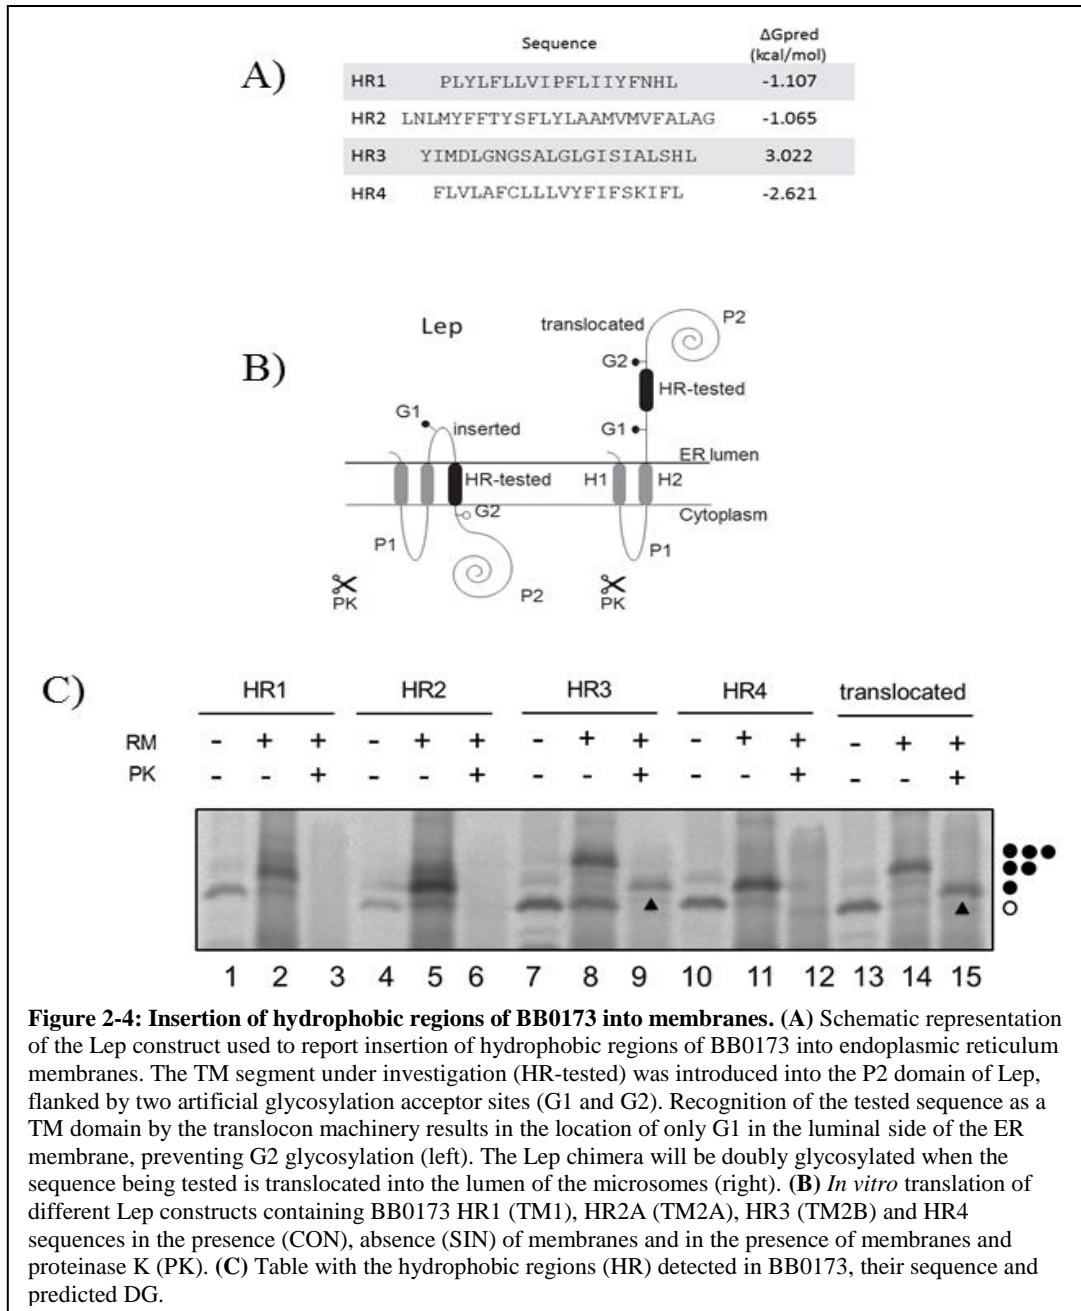 A)
Sequence ΔGpred
(kcal/mol)
HR1 PLYLFLLVIPFLIIYFNHL -1.107
HR2 LNLMYFFTYSFLYLAAMVMVFALAG -1.065
HR3 YIMDLGNGSALGLGISIALSHL 3.022
HR4 FLVLAFCLLLVYFIFSKIFL -2.621
B)
Lep
translocated P2
G2
HR-tested
G1 inserted
G1
ER lumen
HR-tested H1 H2
G2
Cytoplasm
P1 P1
PK P2 PK
C)
HR1 HR2 HR3 HR4 translocated
RM - + + - + + - + + - + + - + +
PK - - + - - + - - + - - + - - +
1 2 3 4 5 6 7 8 9 10 11 12 13 14 15
Figure 2-4: Insertion of hydrophobic regions of BB0173 into membranes. (A) Schematic representation
of the Lep construct used to report insertion of hydrophobic regions of BB0173 into endoplasmic reticulum
membranes. The TM segment under investigation (HR-tested) was introduced into the P2 domain of Lep,
flanked by two artificial glycosylation acceptor sites (G1 and G2). Recognition of the tested sequence as a
TM domain by the translocon machinery results in the location of only G1 in the luminal side of the ER
membrane, preventing G2 glycosylation (left). The Lep chimera will be doubly glycosylated when the
sequence being tested is translocated into the lumen of the microsomes (right). (B) In vitro translation of
different Lep constructs containing BB0173 HR1 (TM1), HR2A (TM2A), HR3 (TM2B) and HR4
sequences in the presence (CON), absence (SIN) of membranes and in the presence of membranes and
proteinase K (PK). (C) Table with the hydrophobic regions (HR) detected in BB0173, their sequence and
predicted DG.